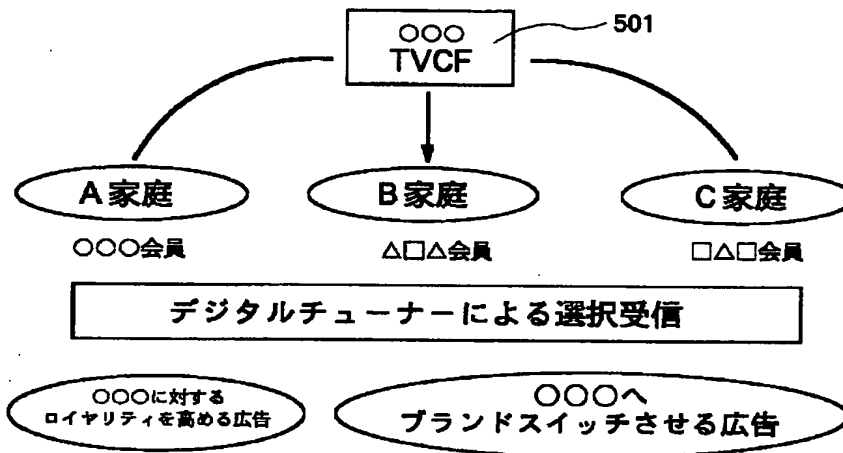 ○○○
TVCF
501
A家庭
B家庭
C家庭
○○○会員
△□△会員
□△□会員
デジタルチューナーによる選択受信
○○○に対する
ロイヤリティを高める広告
○○○へ
ブランドスイッチさせる広告